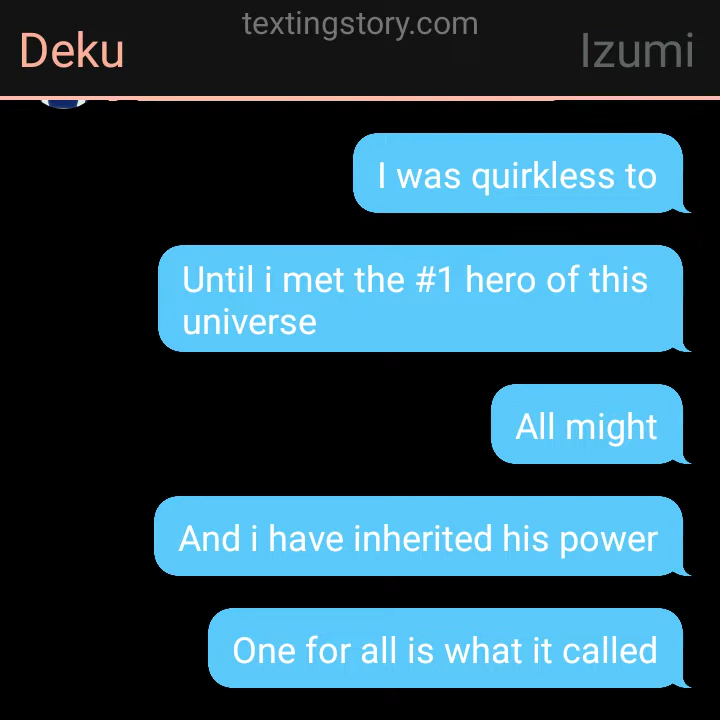 textingstory.com
Deku
Izumi
I was quirkless to
Until i met the #1 hero of this
universe
All might
And i have inherited his power
One for all is what it called